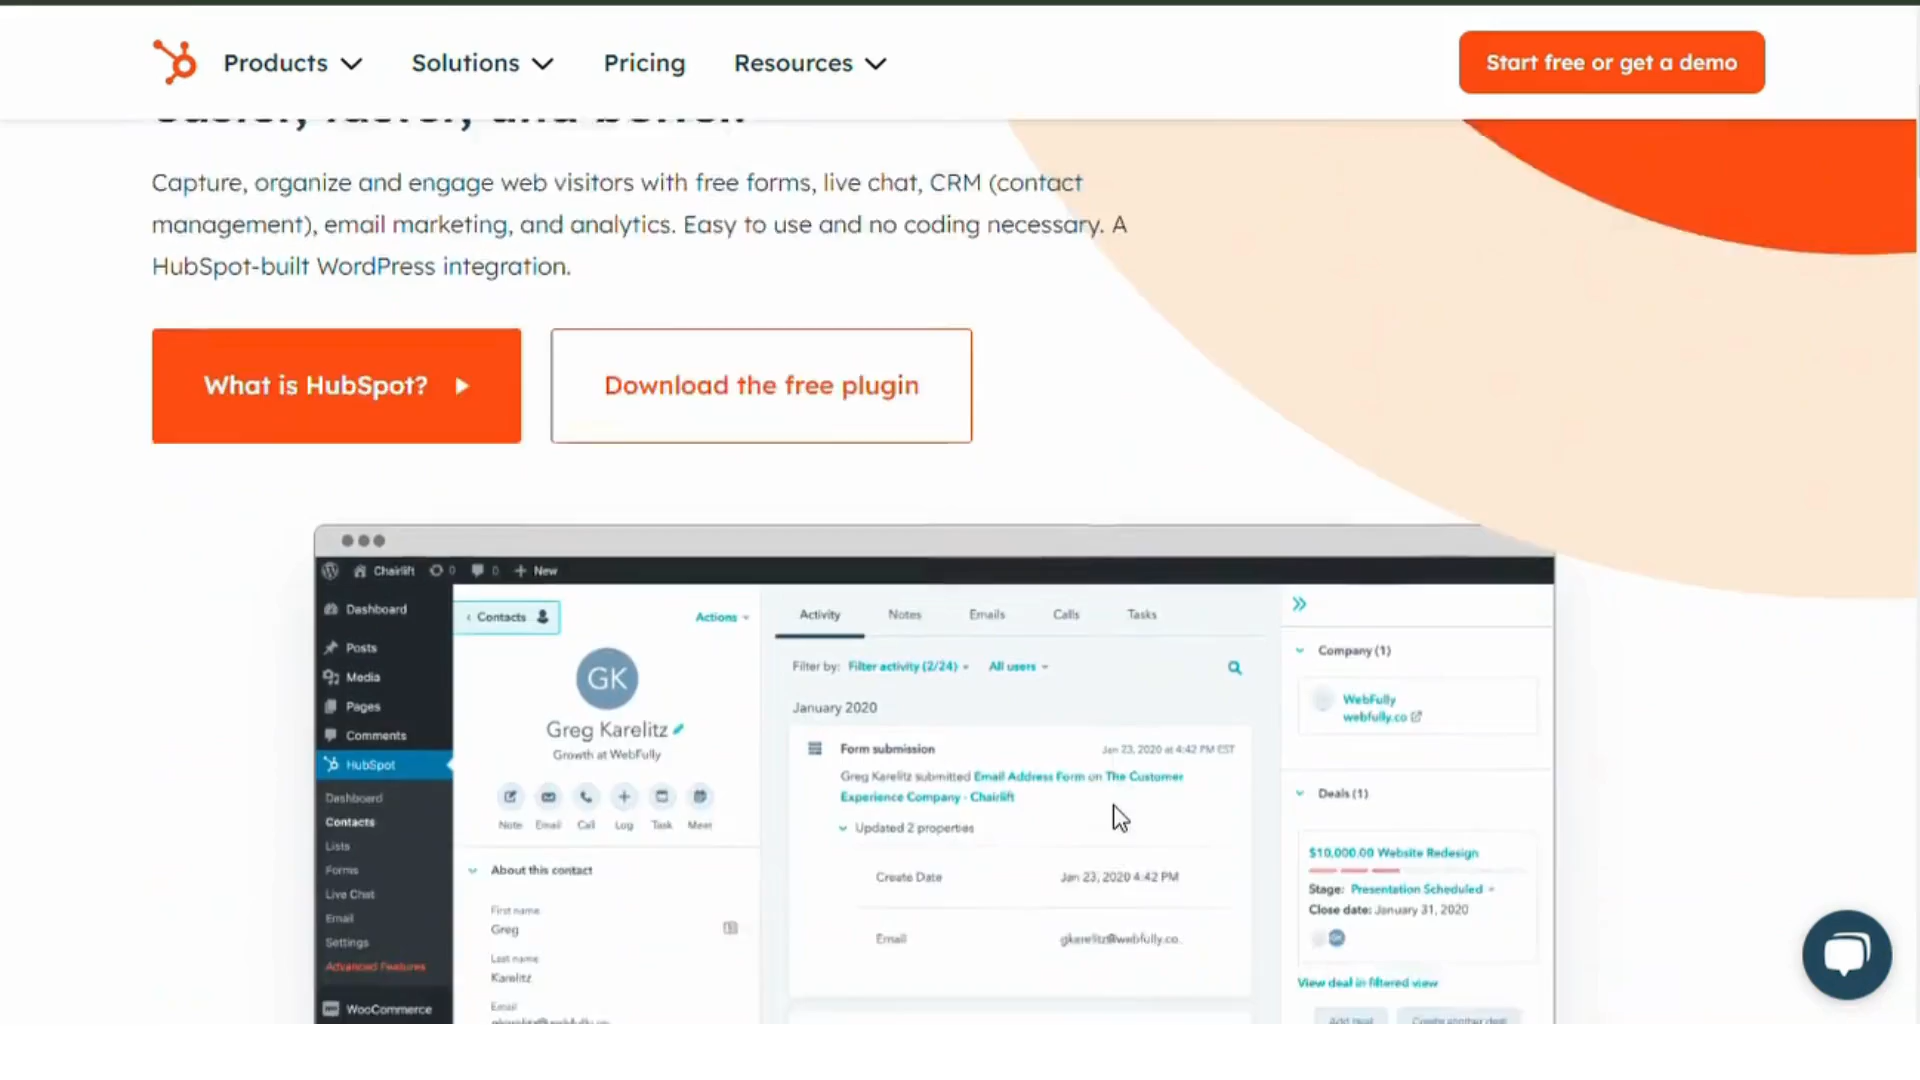 Products
Solutions
Pricing
Resources
Start free or get a demo
Capture, organize and engage web visitors with free forms, live chat, CRM (contact
management), email marketing, and analytics. Easy to use and no coding necessary. A
HubSpot-built WordPress integration.
What is HubSpot?
Download the free plugin
Chairlift 0 0 + New
Dashboard
Posts
Media
Pages
Comments
HubSpot
Dashboard
Contacts
Lists
Forms
Live Chat
Email
Settings
Advanced Features
WooCommerce
Contacts
Actions
GK
Greg Karelitz
Growth at WebFully
Note Email Call Log Task Meet
About this contact
First name
Greg
Last name
Karelitz
Email
Activity Notes Emails Calls Tasks
Filter by: Filter activity (2/24) All users
January 2020
Form submission Jan 23, 2020 at 4:42 PM EST
Greg Karelitz submitted Email Address Form on The Customer
Experience Company - Chairlift
Updated 2 properties
Create Date Jan 23, 2020 4:42 PM
Email gkarelitz@webfully.co..
Company (1)
WebFully
webfully.co
Deals (1)
$10,000.00 Website Redesign
Stage: Presentation Scheduled
Close date: January 31, 2020
GK
View deal in filtered view
Create another deal